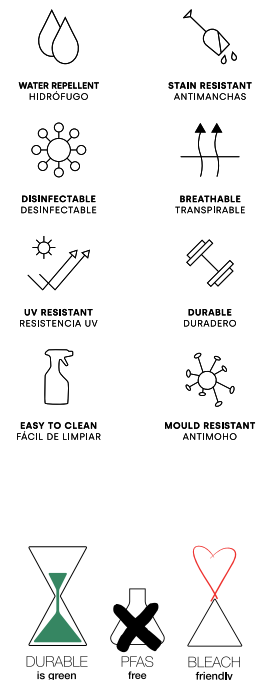 WATER REPELLENT
HIDRÓFUGO
STAIN RESISTANT
ANTIMANCHAS
DISINFECTABLE
DESINFECTABLE
BREATHABLE
TRANSPIRABLE
UV RESISTANT
RESISTENCIA UV
DURABLE
DURADERO
EASY TO CLEAN
FÁCIL DE LIMPIAR
MOULD RESISTANT
ANTIMOHO
DURABLE
is green
PFAS
free
BLEACH
friendly